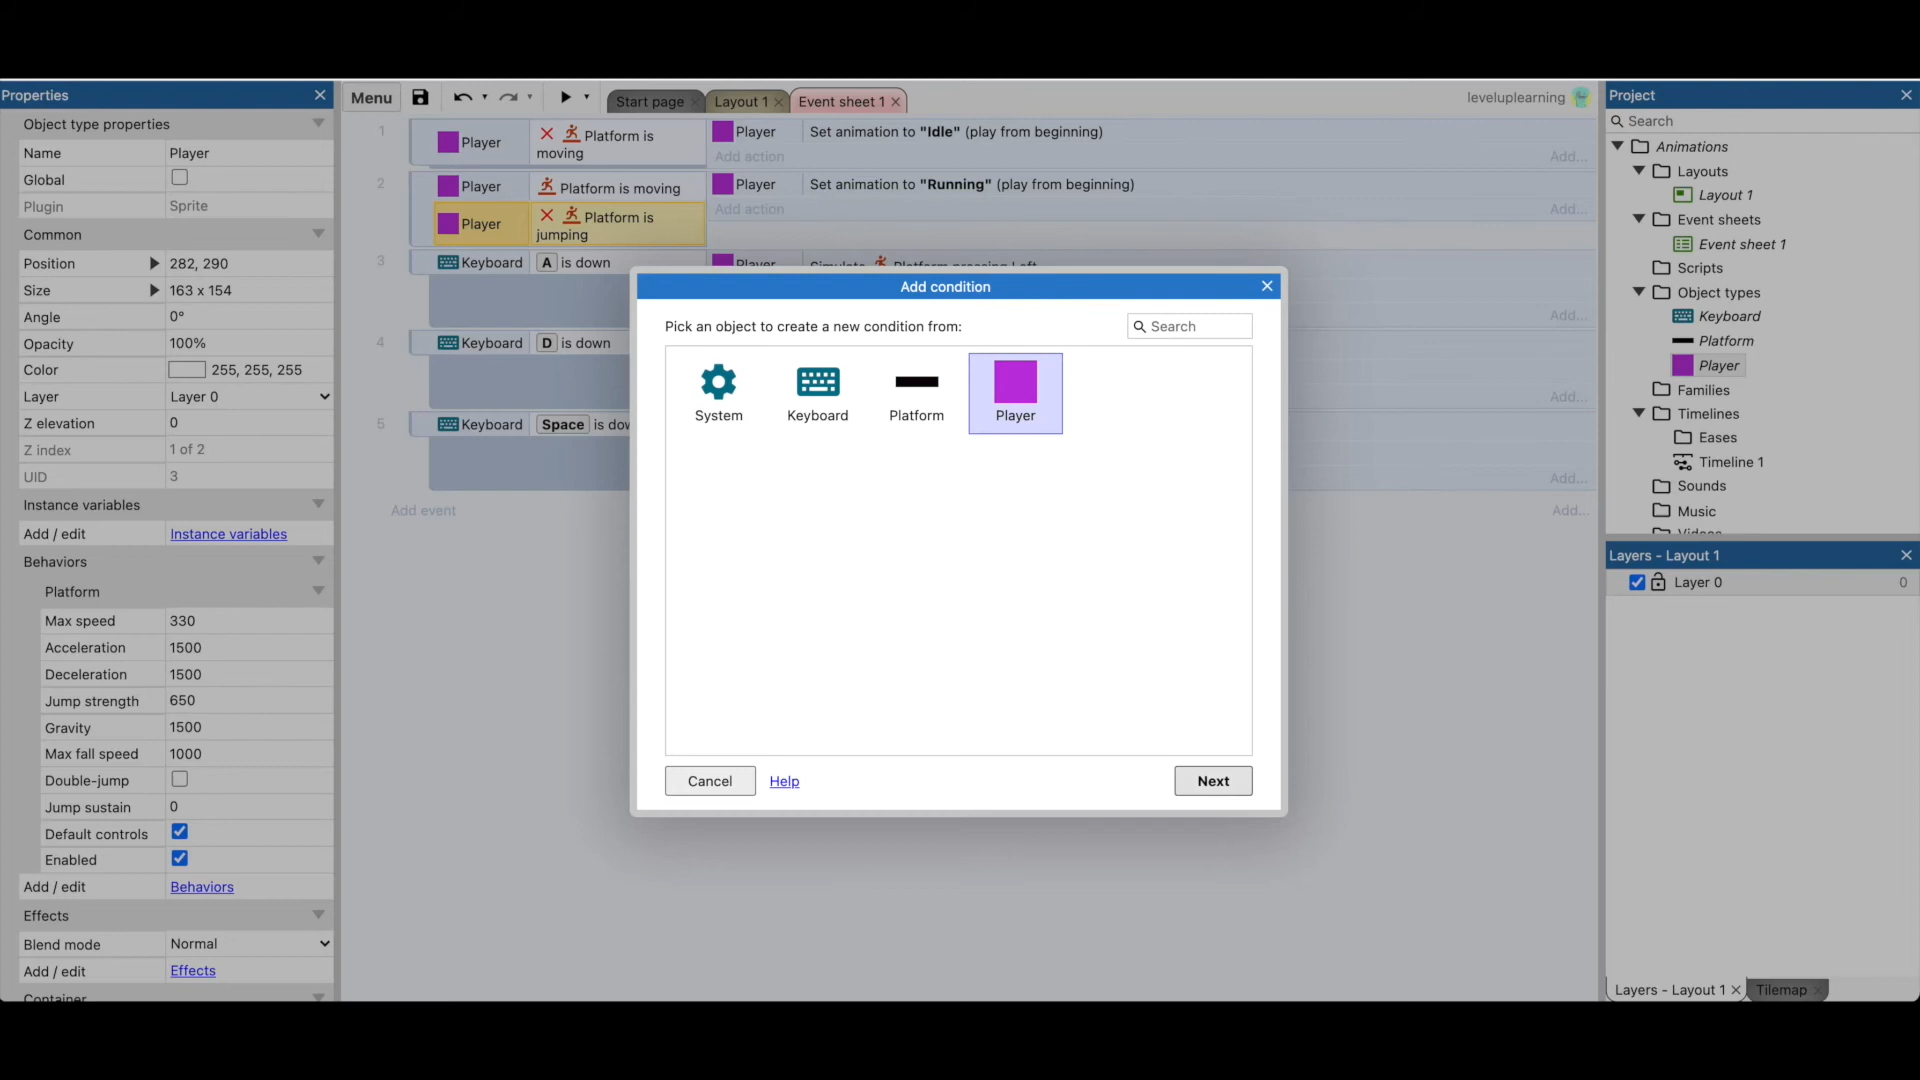 Properties
Object type properties
Name Player
Global
Plugin Sprite
Common
Position 282, 290
Size 163 x 154
Angle 0°
Opacity 100%
Color 255, 255, 255
Layer Layer 0
Z elevation 0
Z index 1 of 2
UID 3
Instance variables
Add / edit Instance variables
Behaviors
Platform
Max speed 330
Acceleration 1500
Deceleration 1500
Jump strength 650
Gravity 1500
Max fall speed 1000
Double-jump
Jump sustain 0
Default controls
Enabled
Add / edit Behaviors
Effects
Blend mode Normal
Add / edit Effects
Container
Menu
Start page Layout 1 Event sheet 1
leveluplearning
1 Player Platform is moving
Player Set animation to "Idle" (play from beginning)
Add action Add...
2 Player Platform is moving
Player Set animation to "Running" (play from beginning)
Add action Add...
Player Platform is jumping
3 Keyboard A is down
Player Simulate Platform pressing Left
Add...
4 Keyboard D is down
Add...
5 Keyboard Space is dow
Add...
Add event Add...
Add condition
Pick an object to create a new condition from:
Search
System Keyboard Platform Player
Cancel Help Next
Project
Search
Animations
Layouts
Layout 1
Event sheets
Event sheet 1
Scripts
Object types
Keyboard
Platform
Player
Families
Timelines
Eases
Timeline 1
Sounds
Music
Videos
Layers - Layout 1
Layer 0 0
Layers - Layout 1 Tilemap